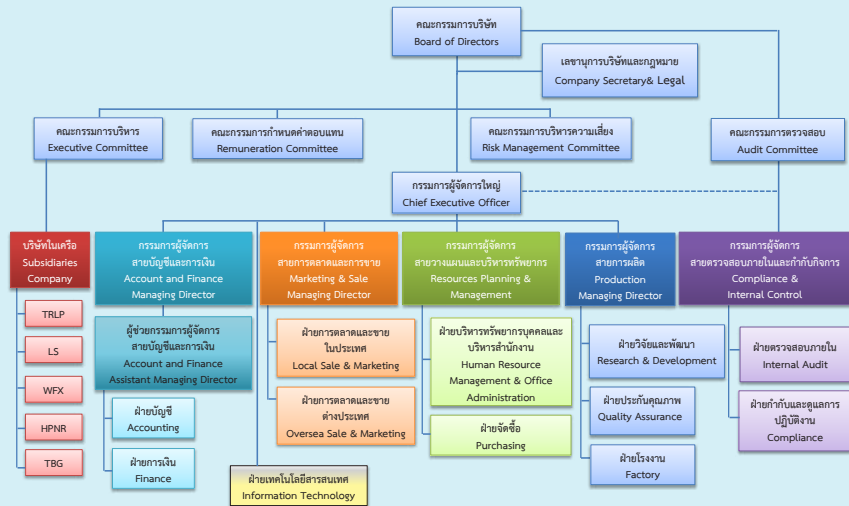 คณะกรรมการบริษัท
Board of Directors
เลขานุการบริษัทและกฎหมาย
Company Secretary& Legal
คณะกรรมการบริหาร
Executive Committee
คณะกรรมการกำหนดค่าตอบแทน
Remuneration Committee
คณะกรรมการบริหารความเสี่ยง
Risk Management Committee
คณะกรรมการตรวจสอบ
Audit Committee
กรรมการผู้จัดการใหญ่
Chief Executive Officer
บริษัทในเครือ
Subsidiaries
Company
TRLP
LS
WFX
HPNR
TBG
กรรมการผู้จัดการ
สายบัญชีและการเงิน
Account and Finance
Managing Director
ผู้ช่วยกรรมการผู้จัดการ
สายบัญชีและการเงิน
Account and Finance
Assistant Managing Director
ฝ่ายบัญชี
Accounting
ฝ่ายการเงิน
Finance
กรรมการผู้จัดการ
สายการตลาดและการขาย
Marketing & Sale
Managing Director
ฝ่ายการตลาดและขาย
ในประเทศ
Local Sale & Marketing
ฝ่ายการตลาดและขาย
ต่างประเทศ
Oversea Sale & Marketing
ฝ่ายเทคโนโลยีสารสนเทศ
Information Technology
กรรมการผู้จัดการ
สายวางแผนและบริหารทรัพยากร
Resources Planning &
Management
ฝ่ายบริหารทรัพยากรบุคคลและ
บริหารสำนักงาน
Human Resource
Management & Office
Administration
ฝ่ายจัดซื้อ
Purchasing
กรรมการผู้จัดการ
สายการผลิต
Production
Managing Director
ฝ่ายวิจัยและพัฒนา
Research & Development
ฝ่ายประกันคุณภาพ
Quality Assurance
ฝ่ายโรงงาน
Factory
กรรมการผู้จัดการ
สายตรวจสอบภายในและกำกับกิจการ
Compliance &
Internal Control
ฝ่ายตรวจสอบภายใน
Internal Audit
ฝ่ายกำกับและดูแลการ
ปฏิบัติงาน
Compliance